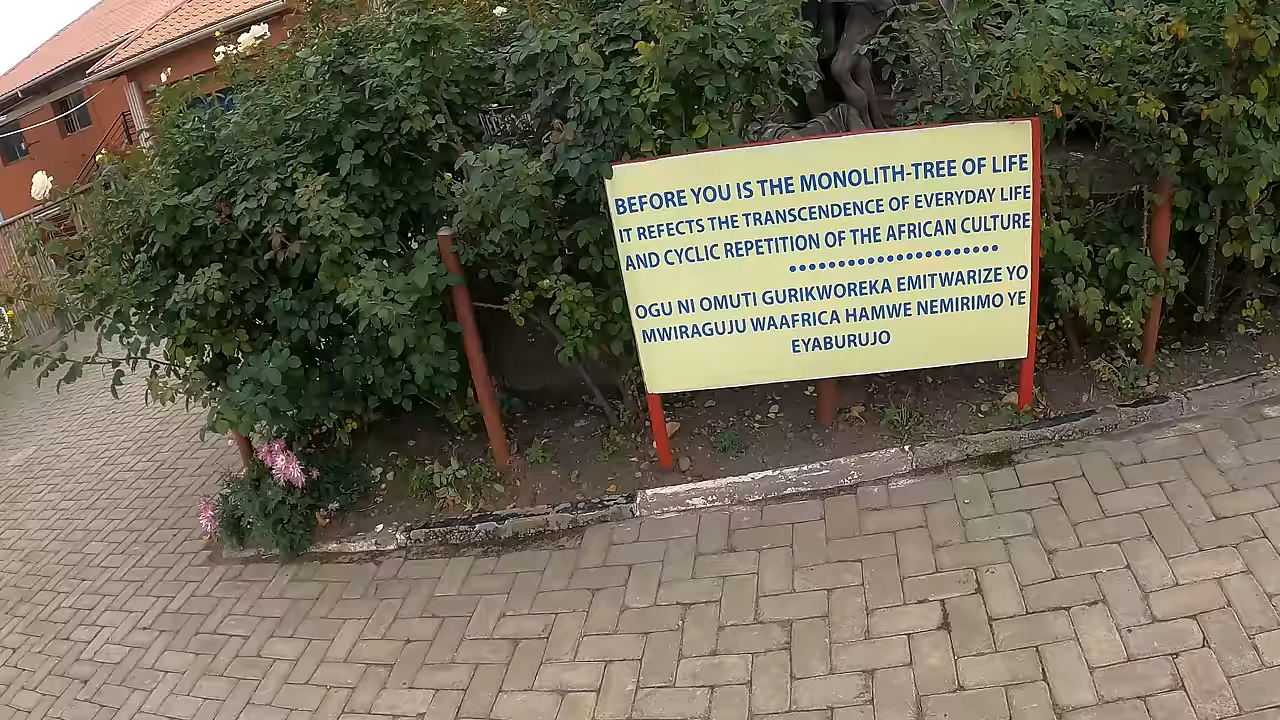 BEFORE YOU IS THE MONOLITH-TREE OF LIFE
IT REFECTS THE TRANSCENDENCE OF EVERYDAY LIFE
AND CYCLIC REPETITION OF THE AFRICAN CULTURE
OGU NI OMUTI GURIKWOREKA EMITWARIZE YO
MWIRAGUJU WAAFRICA HAMWE NEMIRIMO YE
EYABURUJO